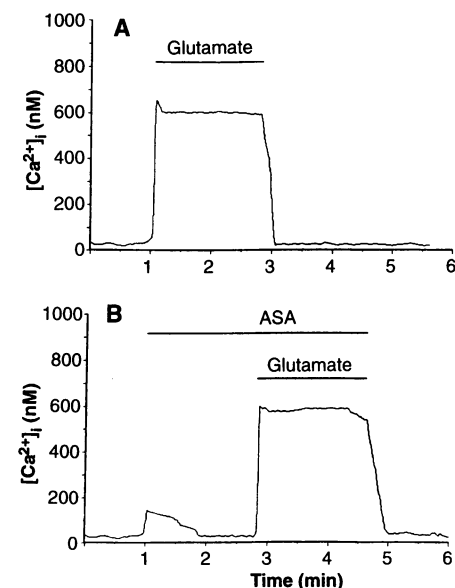 A
Glutamate
1000
800
600
400
200
0
[Ca²⁺]ᵢ (nM)
1 2 3 4 5 6
B
ASA
Glutamate
1000
800
600
400
200
0
[Ca²⁺]ᵢ (nM)
0 1 2 3 4 5 6
Time (min)